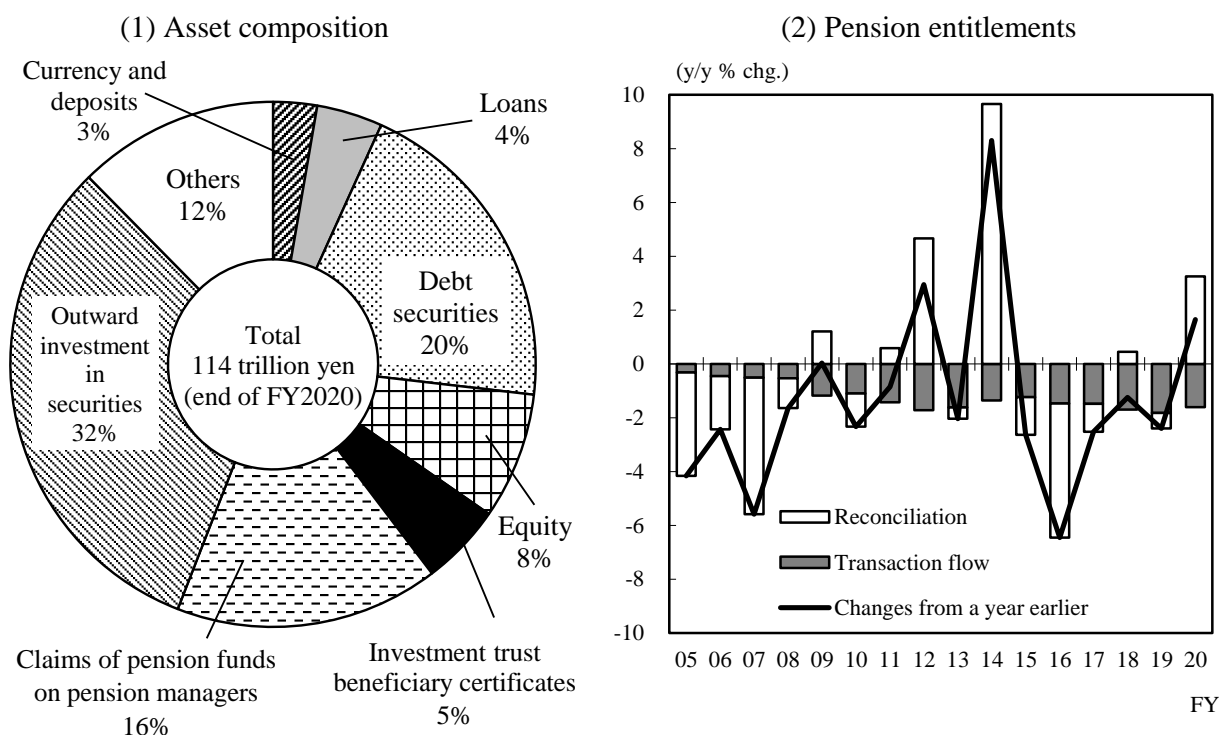 (1) Asset composition
Currency and
deposits
3%
Loans
4%
Others
12%
Debt
securities
20%
Outward
investment
in
securities
32%
Total
114 trillion yen
(end of FY2020)
Equity
8%
Claims of pension funds
on pension managers
16%
Investment trust
beneficiary certificates
5%
(2) Pension entitlements
(y/y % chg.)
10
8
6
4
2
0
-2
-4
-6
-8
-10
Reconciliation
Transaction flow
Changes from a year earlier
05 06 07 08 09 10 11 12 13 14 15 16 17 18 19 20
FY